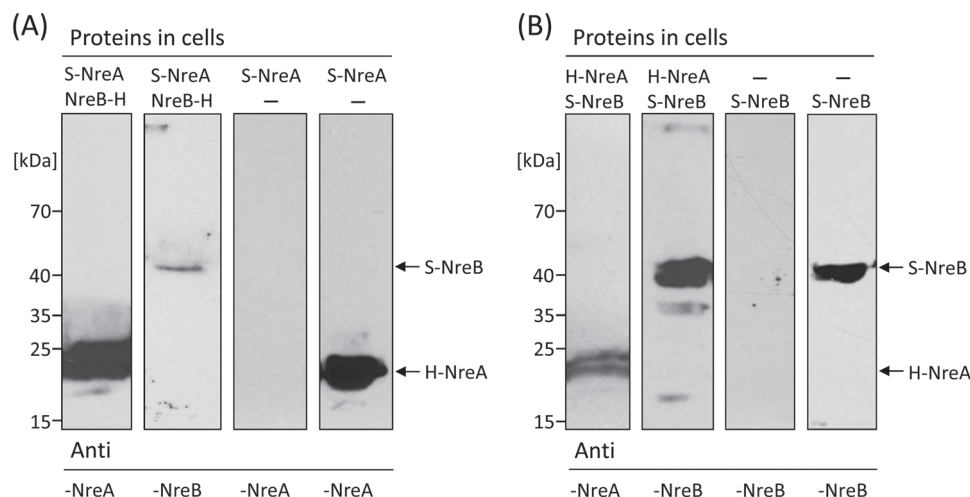 (A)
Proteins in cells
S-NreA S-NreA S-NreA S-NreA
NreB-H NreB-H — —
[kDa]
70
40
35
25
15
S-NreB
H-NreA
Anti
-NreA -NreB -NreA -NreA
(B)
Proteins in cells
H-NreA H-NreA — —
S-NreB S-NreB S-NreB S-NreB
[kDa]
70
40
35
25
15
S-NreB
H-NreA
Anti
-NreA -NreB -NreB -NreB